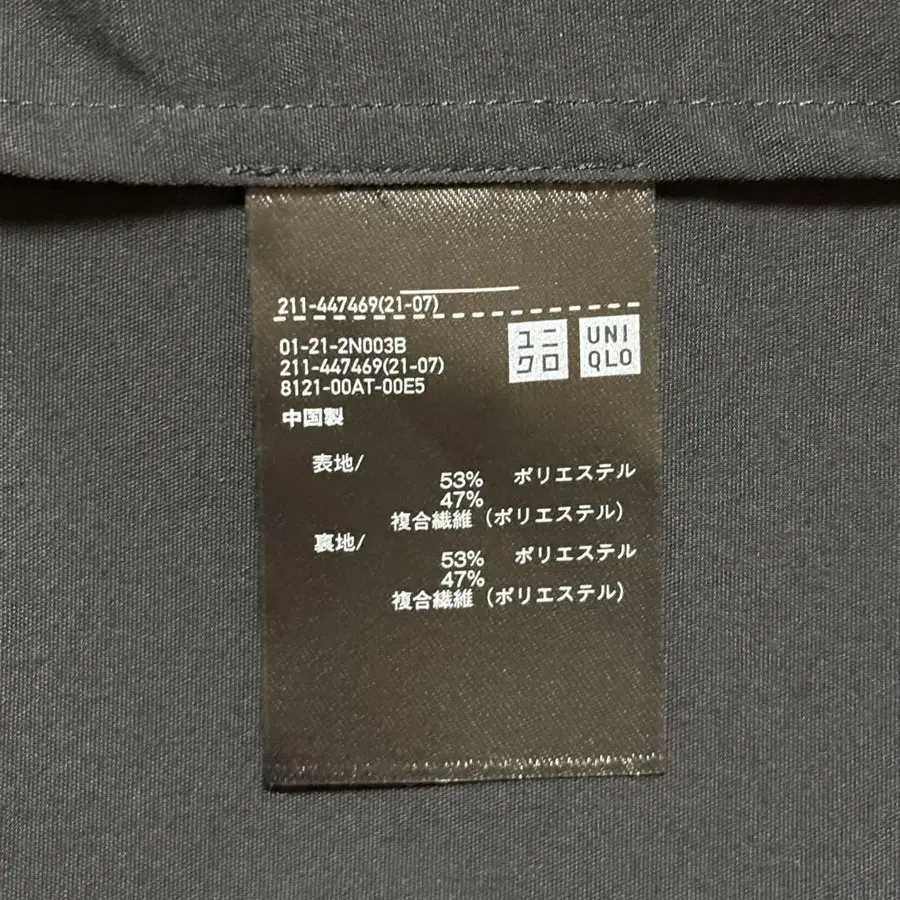 211-447469(21-07)
ユニ
クロ
UNI
QLO
01-21-2N003B
211-447469(21-07)
8121-00AT-00E5
中国製
表地/
53% ポリエステル
47%
複合繊維(ポリエステル)
裏地/
53% ポリエステル
47%
複合繊維(ポリエステル)